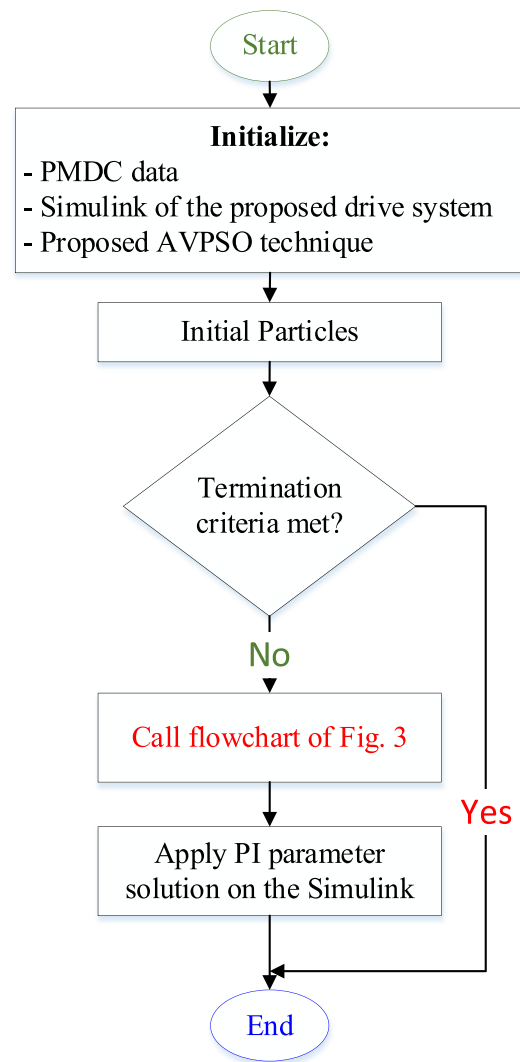 Start
Initialize:
- PMDC data
- Simulink of the proposed drive system
- Proposed AVPSO technique
Initial Particles
Termination
criteria met?
No
Call flowchart of Fig. 3
Yes
Apply PI parameter
solution on the Simulink
End